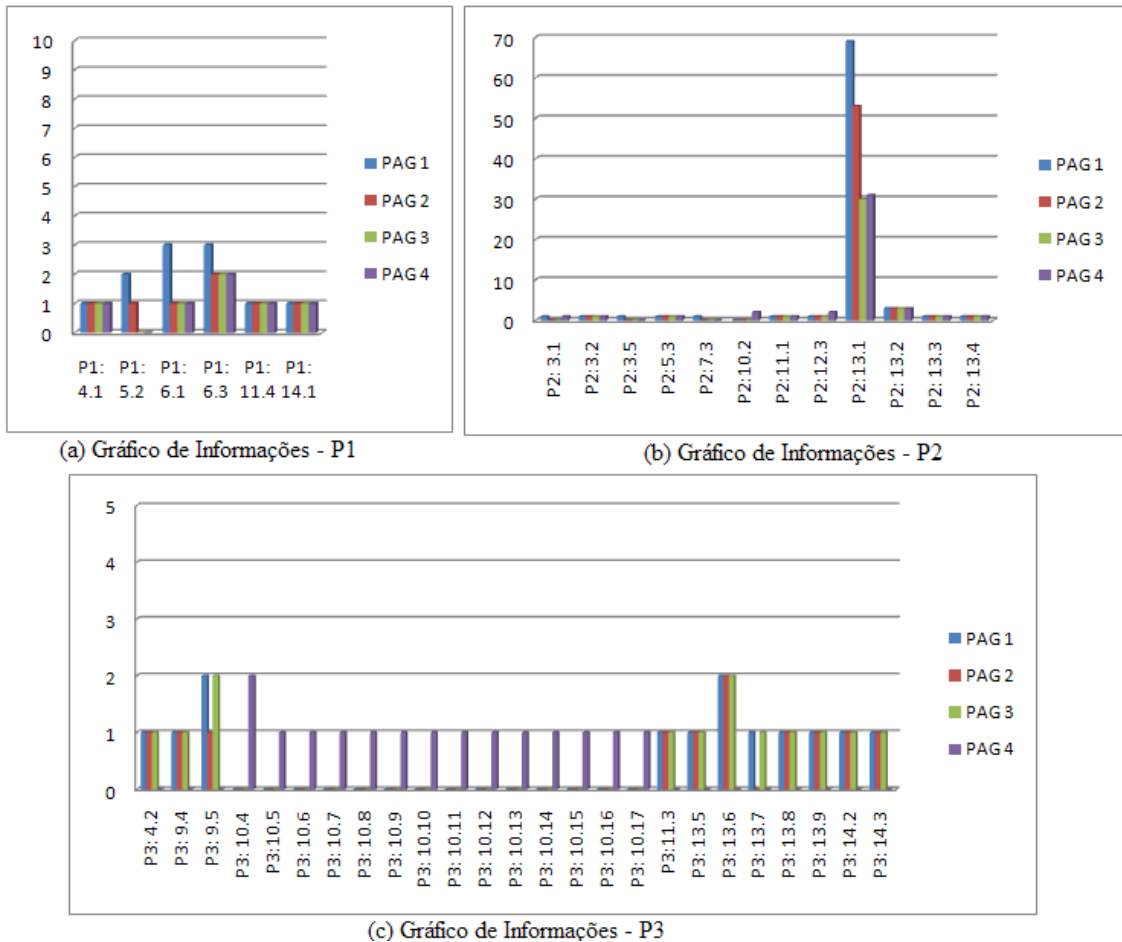 10
9
8
7
6
5
4
3
2
1
0
P1: P1: P1: P1: P1: P1:
4.1 5.2 6.1 6.3 11.4 14.1
PAG 1
PAG 2
PAG 3
PAG 4
(a) Gráfico de Informações - P1
70
60
50
40
30
20
10
0
P2: 3.1
P2: 3.2
P2: 3.5
P2: 5.3
P2: 7.3
P2: 10.2
P2: 11.1
P2: 12.3
P2: 13.1
P2: 13.2
P2: 13.3
P2: 13.4
PAG 1
PAG 2
PAG 3
PAG 4
(b) Gráfico de Informações - P2
5
4
3
2
1
0
P3: 4.2
P3: 9.4
P3: 9.5
P3: 10.4
P3: 10.5
P3: 10.6
P3: 10.7
P3: 10.8
P3: 10.9
P3: 10.10
P3: 10.11
P3: 10.12
P3: 10.13
P3: 10.14
P3: 10.15
P3: 10.16
P3: 10.17
P3: 11.3
P3: 13.5
P3: 13.6
P3: 13.7
P3: 13.8
P3: 13.9
P3: 14.2
P3: 14.3
PAG 1
PAG 2
PAG 3
PAG 4
(c) Gráfico de Informações - P3